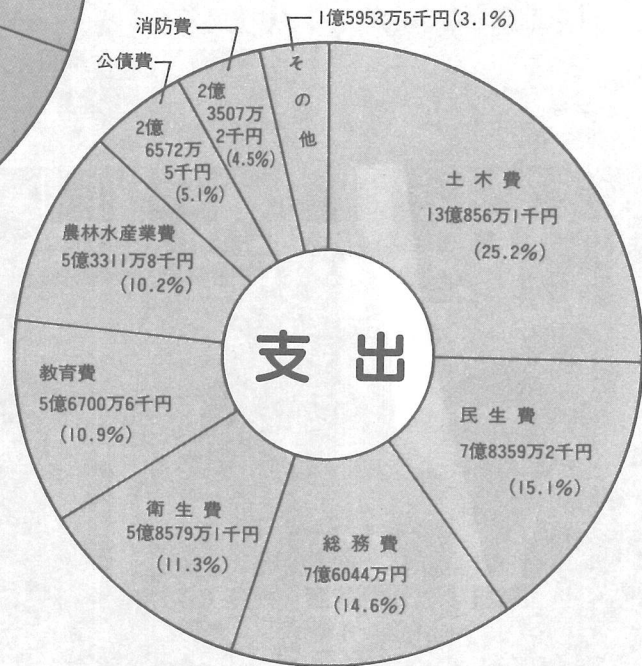 支出
土木費
13億856万1千円
(25.2%)
民生費
7億8359万2千円
(15.1%)
総務費
7億6044万円
(14.6%)
衛生費
5億8579万1千円
(11.3%)
教育費
5億6700万6千円
(10.9%)
農林水産業費
5億3311万8千円
(10.2%)
公債費
2億
6572万
5千円
(5.1%)
消防費
2億
3507万
2千円
(4.5%)
その他
1億5953万5千円(3.1%)